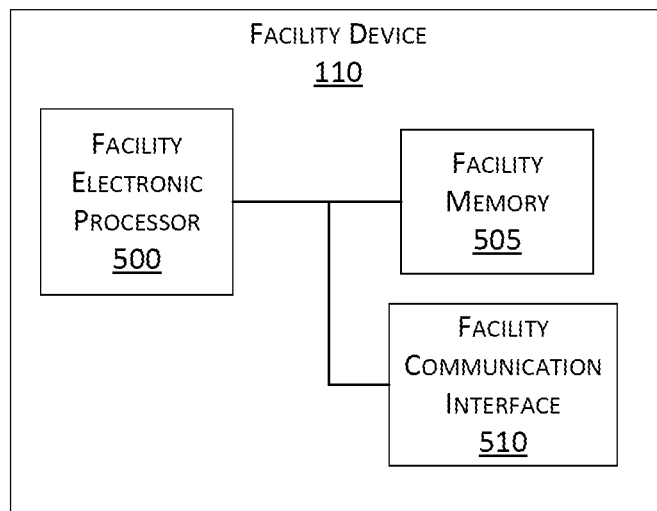 FACILITY DEVICE
110
FACILITY
ELECTRONIC
PROCESSOR
500
FACILITY
MEMORY
505
FACILITY
COMMUNICATION
INTERFACE
510